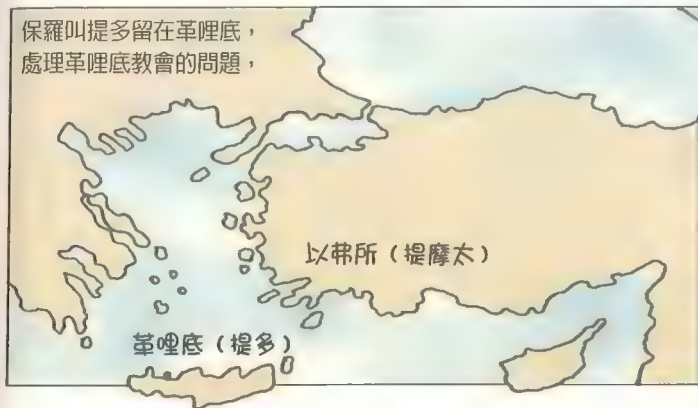 保羅叫提多留在革哩底，
處理革哩底教會的問題，
以弗所（提摩太）
革哩底（提多）